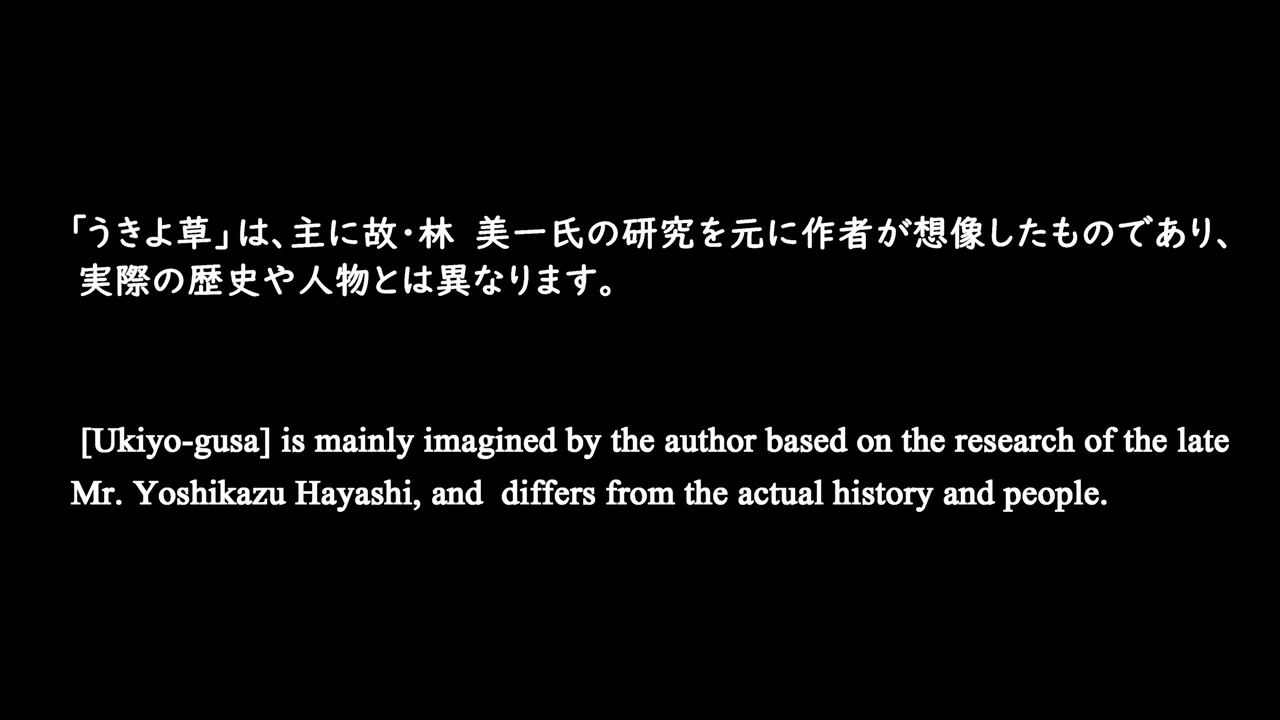 「うきよ草」は、主に故・林　美一氏の研究を元に作者が想像したものであり、
実際の歴史や人物とは異なります。
[Ukiyo-gusa] is mainly imagined by the author based on the research of the late
Mr. Yoshikazu Hayashi, and  differs from the actual history and people.